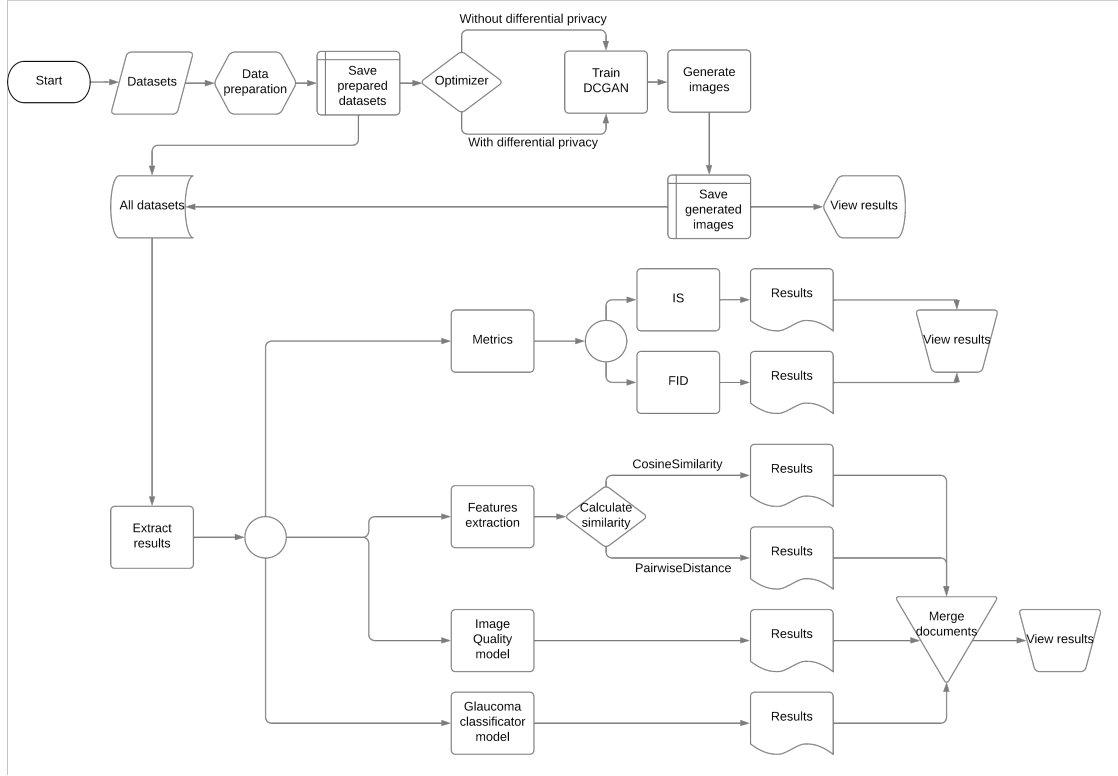 Without differential privacy
Start
Datasets
Data
preparation
Save
prepared
datasets
Optimizer
Train
DCGAN
Generate
images
With differential privacy
All datasets
Save
generated
images
View results
Metrics
IS
Results
View results
FID
Results
CosineSimilarity
Results
Features
extraction
Calculate
similarity
Extract
results
PairwiseDistance
Results
Image
Quality
model
Results
Merge
documents
View results
Glaucoma
classificator
model
Results